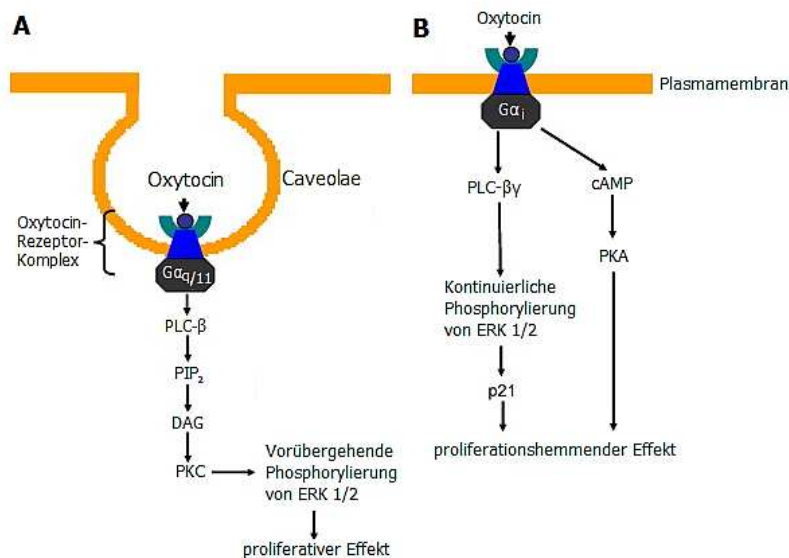 A
Oxytocin
Caveolae
Oxytocin-
Rezeptor-
Komplex
Gαq/11
PLC-β
PIP₂
DAG
PKC
Vorübergehende
Phosphorylierung
von ERK 1/2
proliferativer Effekt
B
Oxytocin
Plasmamembran
Gαi
PLC-βγ
cAMP
PKA
Kontinuierliche
Phosphorylierung
von ERK 1/2
p21
proliferationshemmender Effekt